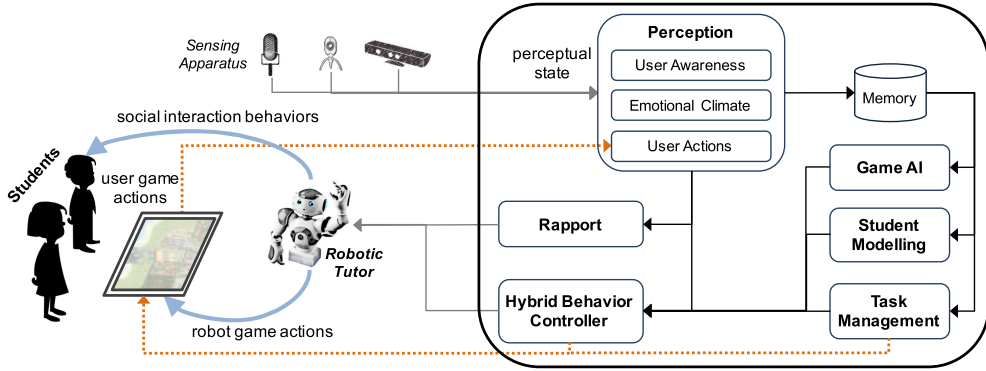 Sensing
Apparatus
perceptual
state
Perception
User Awareness
Emotional Climate
User Actions
Memory
social interaction behaviors
Students
user game
actions
Robotic
Tutor
robot game actions
Rapport
Hybrid Behavior
Controller
Game AI
Student
Modelling
Task
Management